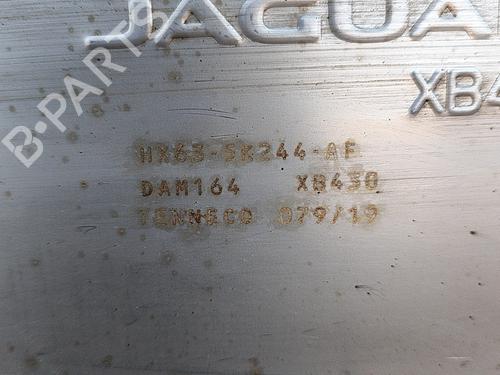 JAGUA
XB4
HX63-5K244-AF
DAM164 XB430
TENNECO 079/19
B-PARTS